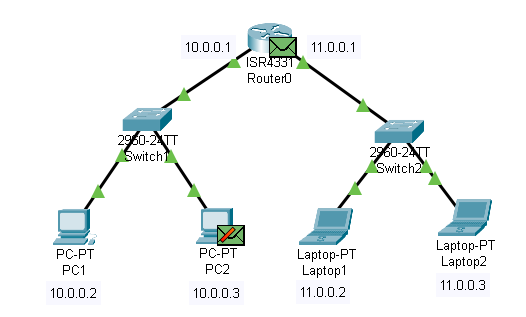 10.0.0.1
11.0.0.1
ISR4331
Router0
2960-24TT
Switch1
2960-24TT
Switch2
PC-PT
PC1
10.0.0.2
PC-PT
PC2
10.0.0.3
Laptop-PT
Laptop1
11.0.0.2
Laptop-PT
Laptop2
11.0.0.3